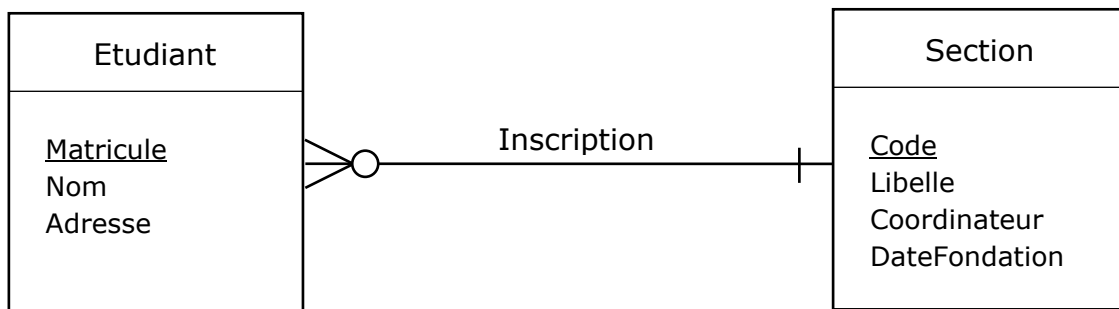 Etudiant
Matricule
Nom
Adresse
Inscription
Section
Code
Libelle
Coordinateur
DateFondation